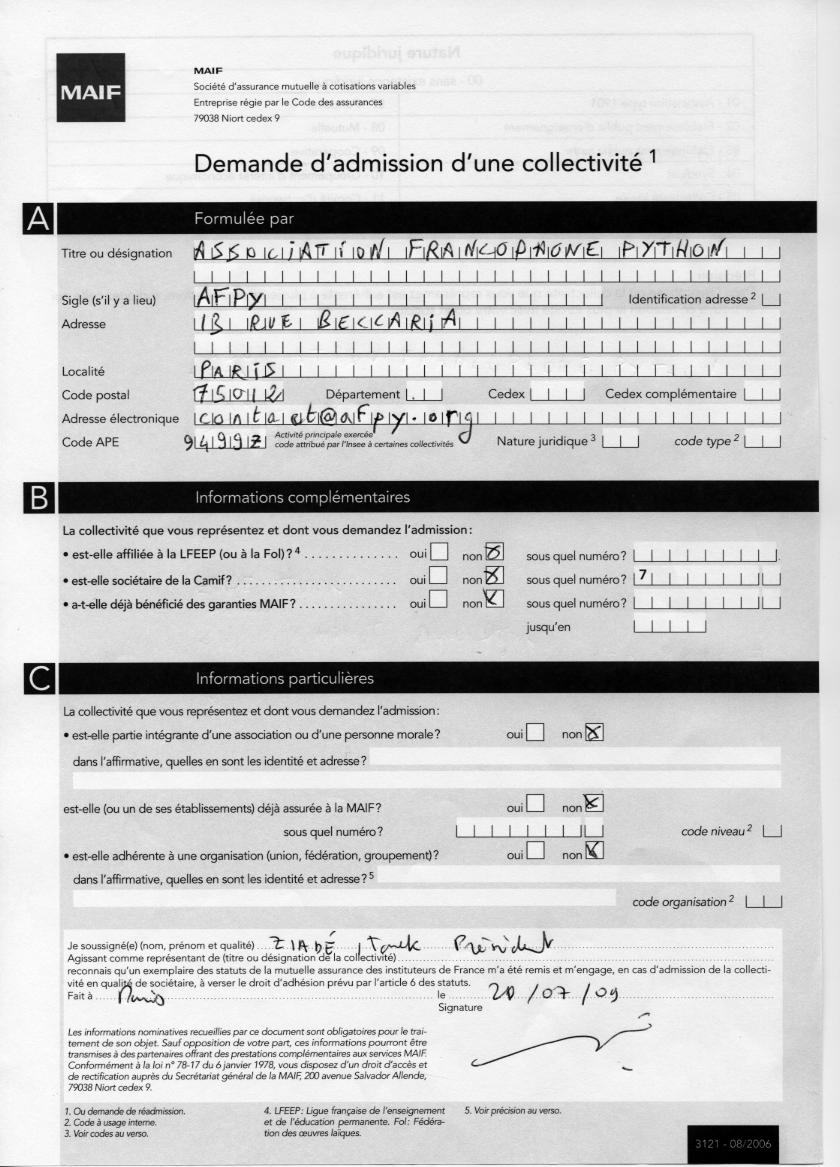 MAIF
MAIF
Société d'assurance mutuelle à cotisations variables
Entreprise régie par le Code des assurances
79038 Niort cedex 9
Demande d'admission d'une collectivité 1
A Formulée par
Titre ou désignation ASSOCiATiON FRANCOPHONE PYTHON
Sigle (s'il y a lieu) AFPY Identification adresse 2
Adresse 13 RUE BECCARiA
Localité PARiS
Code postal 75012 Département Cedex Cedex complémentaire
Adresse électronique contact@afpy.org
Code APE 9499Z Activité principale exercée code attribué par l'Insee à certaines collectivités Nature juridique 3 code type 2
B Informations complémentaires
La collectivité que vous représentez et dont vous demandez l'admission :
• est-elle affiliée à la LFEEP (ou à la Fol) ? 4 oui non sous quel numéro ?
• est-elle sociétaire de la Camif ? oui non sous quel numéro ? 7
• a-t-elle déjà bénéficié des garanties MAIF ? oui non sous quel numéro ?
jusqu'en
C Informations particulières
La collectivité que vous représentez et dont vous demandez l'admission :
• est-elle partie intégrante d'une association ou d'une personne morale ? oui non
dans l'affirmative, quelles en sont les identité et adresse ?
est-elle (ou un de ses établissements) déjà assurée à la MAIF ? oui non
sous quel numéro ? code niveau 2
• est-elle adhérente à une organisation (union, fédération, groupement) ? oui non
dans l'affirmative, quelles en sont les identité et adresse ? 5
code organisation 2
Je soussigné(e) (nom, prénom et qualité) ZIADÉ, Tarek Président
Agissant comme représentant de (titre ou désignation de la collectivité)
reconnais qu'un exemplaire des statuts de la mutuelle assurance des instituteurs de France m'a été remis et m'engage, en cas d'admission de la collecti-
vité en qualité de sociétaire, à verser le droit d'adhésion prévu par l'article 6 des statuts.
Fait à Paris le 20/07/09
Signature
Les informations nominatives recueillies par ce document sont obligatoires pour le trai-
tement de son objet. Sauf opposition de votre part, ces informations pourront être
transmises à des partenaires offrant des prestations complémentaires aux services MAIF.
Conformément à la loi n° 78-17 du 6 janvier 1978, vous disposez d'un droit d'accès et
de rectification auprès du Secrétariat général de la MAIF, 200 avenue Salvador Allende,
79038 Niort cedex 9.
1. Ou demande de réadmission.
2. Code à usage interne.
3. Voir codes au verso.
4. LFEEP : Ligue française de l'enseignement
et de l'éducation permanente. Fol : Fédéra-
tion des œuvres laïques.
5. Voir précision au verso.
3121 - 08/2006